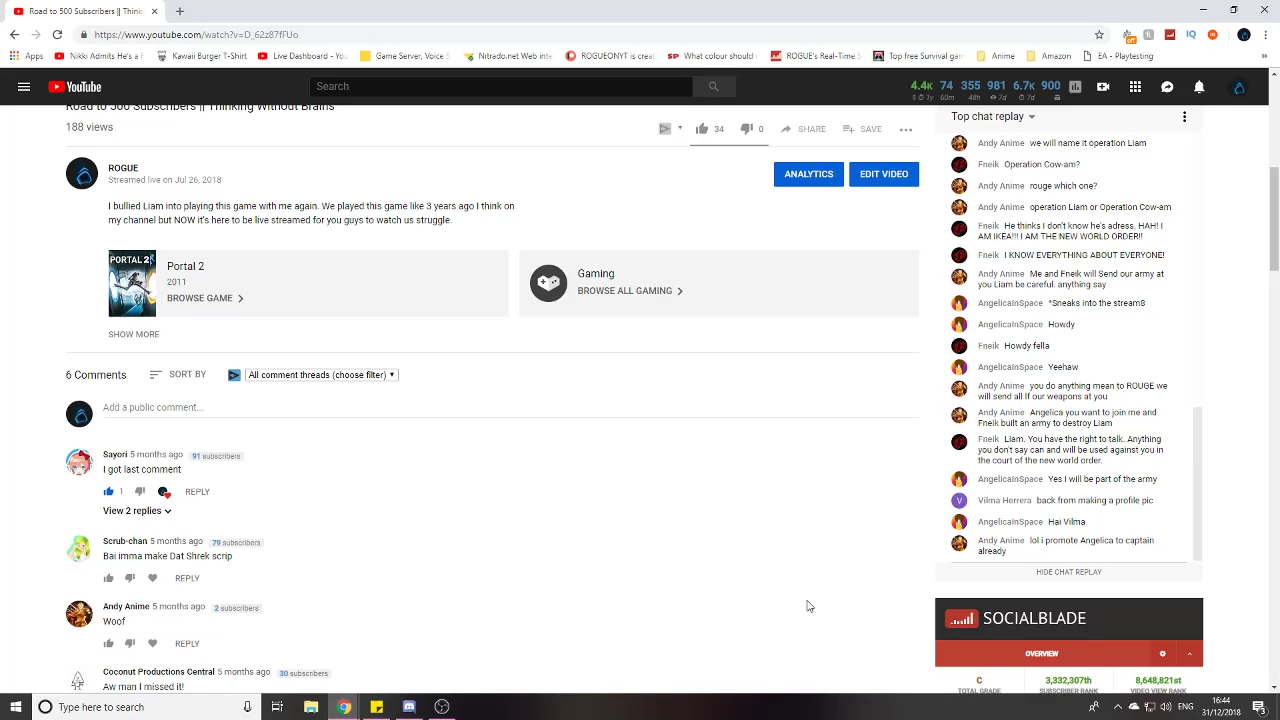 Road to 500 Subscribers || Think
https://www.youtube.com/watch?v=D_62z87fFUo
Apps
Nikki Admits He's T
Kawaii Burger T-Shirt
Live Dashboard - You
Game Server - Splits
Nitrado.net Web inte
ROGUEONYT is creat
What colour should
ROGUE's Real-Time
Top free Survival gam
Anime
Amazon
EA - Playtesting
YouTube
Search
4.4K 74 355 981 6.7K 900
1y 60m 48h 7d 7d
Road to 500 Subscribers || Thinking Without Brains
188 views
34
0
SHARE
SAVE
ROGUE
Streamed live on Jul 26, 2018
ANALYTICS
EDIT VIDEO
I bullied Liam into playing this game with me again. We played this game like 3 years ago I think on
my channel but NOW it's here to be live streamed for you guys to watch us struggle.
PORTAL 2
Portal 2
2011
BROWSE GAME
Gaming
BROWSE ALL GAMING
SHOW MORE
6 Comments
SORT BY
All comment threads (choose filter)
Add a public comment...
Sayori 5 months ago 91 subscribers
I got last comment
1
REPLY
View 2 replies
Scrub-chan 5 months ago 79 subscribers
Bai imma make Dat Shrek scrip
REPLY
Andy Anime 5 months ago 2 subscribers
Woof
REPLY
Coconut Productions Central 5 months ago 30 subscribers
Aw man I missed it!
Top chat replay
Andy Anime we will name it operation Liam
Fneik Operation Cow-am?
Andy Anime rouge which one?
Andy Anime operation Liam or Operation Cow-am
Fneik He thinks I don't know he's adress. HAH! I
AM IKEA!!! I AM THE NEW WORLD ORDER!!
Fneik I KNOW EVERYTHING ABOUT EVERYONE!
Andy Anime Me and Fneik will Send our army at
you Liam be careful. anything say
AngelicaInSpace *Sneaks into the stream8
AngelicaInSpace Howdy
Fneik Howdy fella
AngelicaInSpace Yeehaw
Andy Anime you do anything mean to ROUGE we
will send all If our weapons at you
Andy Anime Angelica you want to join me and
Fneik built an army to destroy Liam
Fneik Liam. You have the right to talk. Anything
you don't say can and will be used against you in
the court of the new world order.
AngelicaInSpace Yes I will be part of the army
V
Vilma Herrera back from making a profile pic
AngelicaInSpace Hai Vilma
Andy Anime lol i promote Angelica to captain
already
HIDE CHAT REPLAY
SOCIALBLADE
OVERVIEW
C 3,332,307th 8,648,821st
TOTAL GRADE SUBSCRIBER RANK VIDEO VIEW RANK
Type here to search
ENG
16:44
31/12/2018